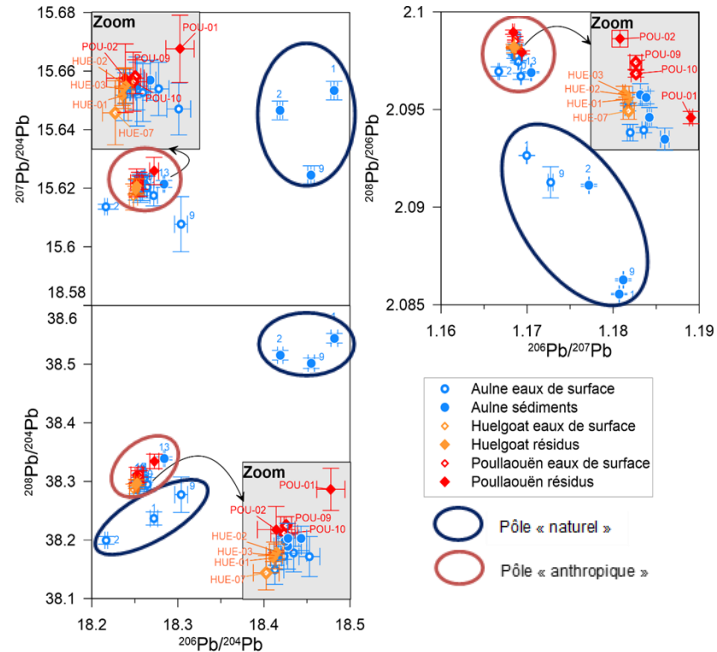 15.68
15.66
15.64
15.62
15.6
15.58
²⁰⁷Pb/²⁰⁴Pb
Zoom
POU-01
HUE-02
POU-09
POU-02
HUE-03
POU-10
HUE-01
HUE-07
2
1
9
13
2
9
38.6
38.5
38.4
38.3
38.2
38.1
²⁰⁸Pb/²⁰⁴Pb
2
1
9
13
9
1
2
Zoom
POU-01
POU-02
POU-09
POU-10
HUE-02
HUE-03
HUE-01
HUE-07
18.2
18.3
18.4
18.5
²⁰⁶Pb/²⁰⁴Pb
2.1
2.095
2.09
2.085
²⁰⁸Pb/²⁰⁶Pb
2
13
1
9
2
9
1
Zoom
POU-02
POU-09
POU-10
HUE-03
HUE-02
HUE-01
HUE-07
POU-01
1.16
1.17
1.18
1.19
²⁰⁶Pb/²⁰⁷Pb
Aulne eaux de surface
Aulne sédiments
Huelgoat eaux de surface
Huelgoat résidus
Poullaouën eaux de surface
Poullaouën résidus
Pôle « naturel »
Pôle « anthropique »